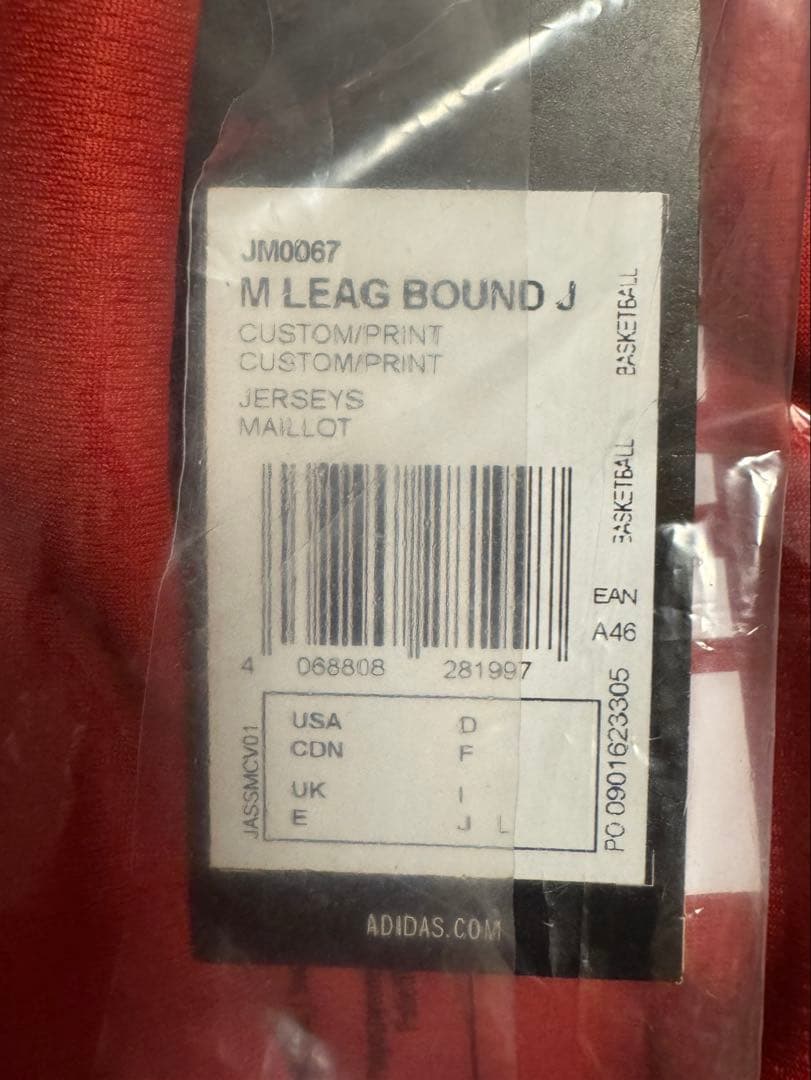 JM0067
M LEAG BOUND J
CUSTOM/PRINT
CUSTOM/PRINT
JERSEYS
MAILLOT
BASKETBALL
BASKETBALL
4 068808 281997
EAN
A46
USA D
CDN F
UK I
E J L
JASSMCV01
PO 0901623305
ADIDAS.COM